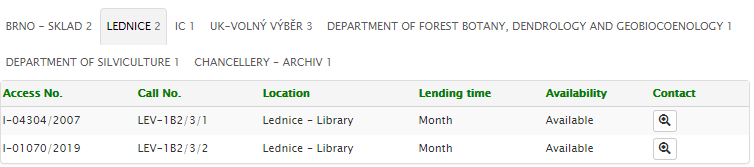 BRNO – SKLAD 2 LEDNICE 2 IC 1 UK-VOLNÝ VÝBĚR 3 DEPARTMENT OF FOREST BOTANY, DENDROLOGY AND GEOBIOCOENOLOGY 1
DEPARTMENT OF SILVICULTURE 1 CHANCELLERY – ARCHIV 1
Access No. Call No. Location Lending time Availability Contact
I-04304/2007 LEV-1B2/3/1 Lednice – Library Month Available
I-01070/2019 LEV-1B2/3/2 Lednice – Library Month Available